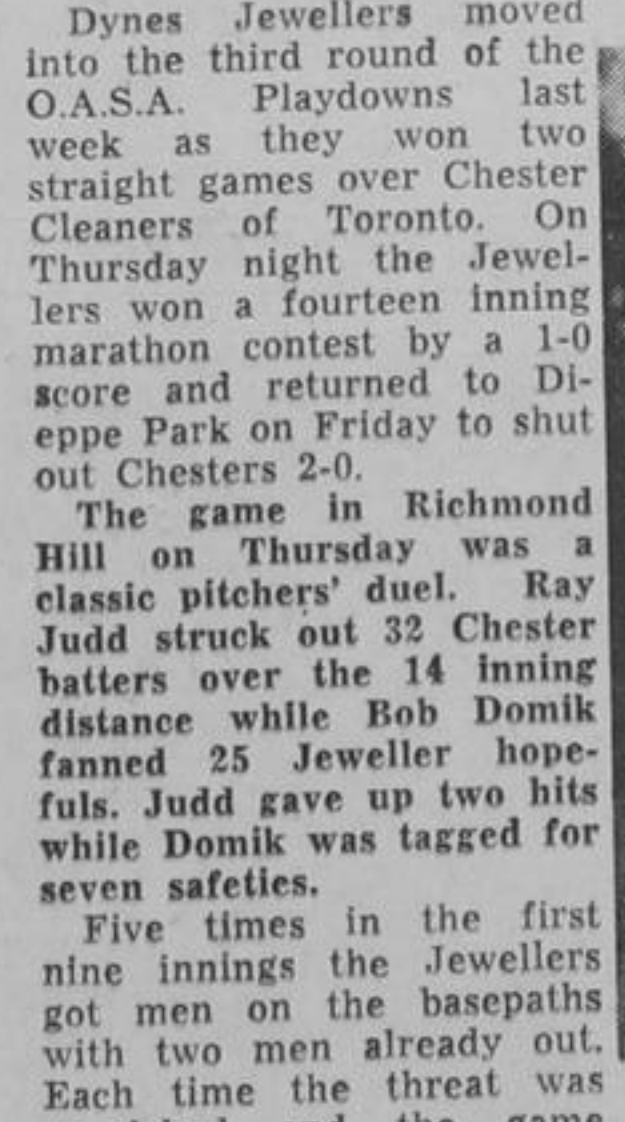 Dynes Jewellers moved
into the third round of the
O.A.S.A. Playdowns last
week as they won two
straight games over Chester
Cleaners of Toronto. On
Thursday night the Jewel-
lers won a fourteen inning
marathon contest by a 1-0
score and returned to Di-
eppe Park on Friday to shut
out Chesters 2-0.
The game in Richmond
Hill on Thursday was a
classic pitchers' duel. Ray
Judd struck out 32 Chester
batters over the 14 inning
distance while Bob Domik
fanned 25 Jeweller hope-
fuls. Judd gave up two hits
while Domik was tagged for
seven safeties.
Five times in the first
nine innings the Jewellers
got men on the basepaths
with two men already out.
Each time the threat was
the game